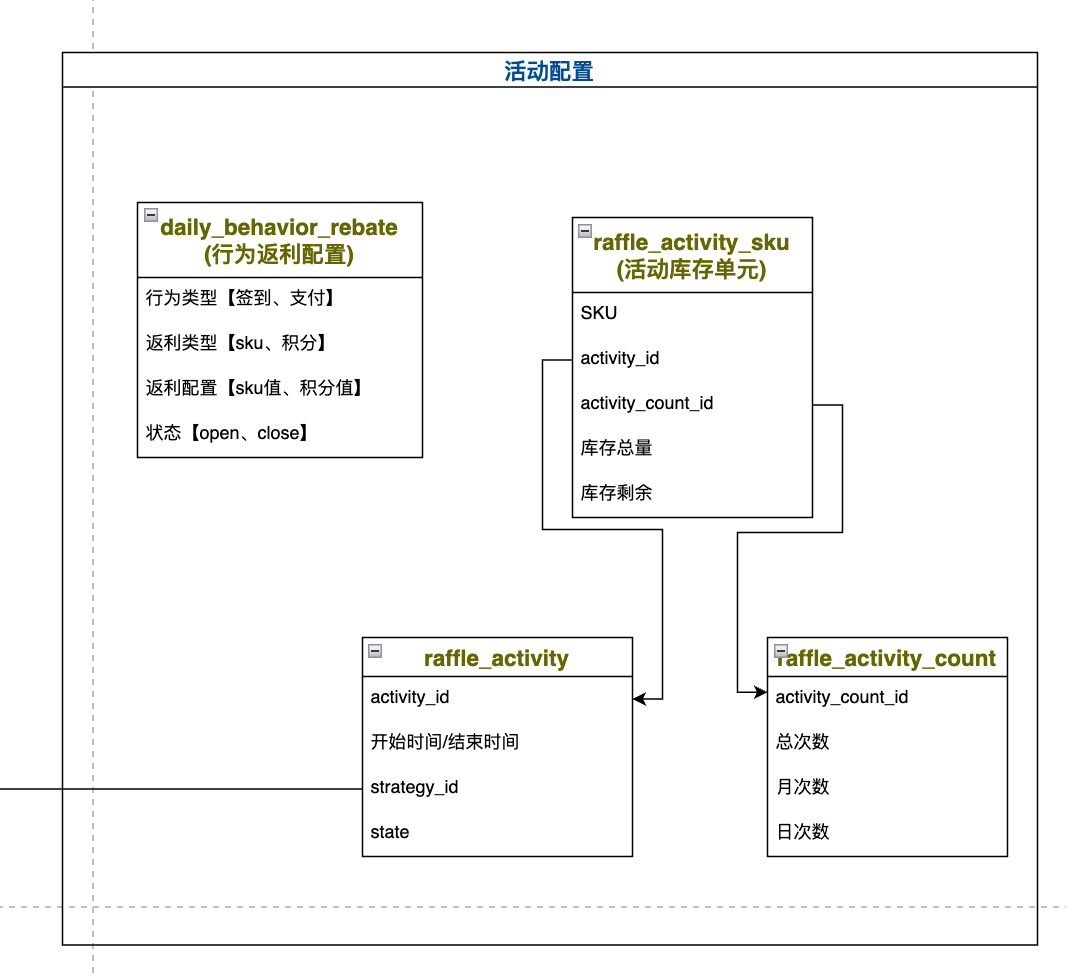 活动配置
daily_behavior_rebate
(行为返利配置)
行为类型【签到、支付】
返利类型【sku、积分】
返利配置【sku值、积分值】
状态【open、close】
raffle_activity_sku
(活动库存单元)
SKU
activity_id
activity_count_id
库存总量
库存剩余
raffle_activity
activity_id
开始时间/结束时间
strategy_id
state
raffle_activity_count
activity_count_id
总次数
月次数
日次数